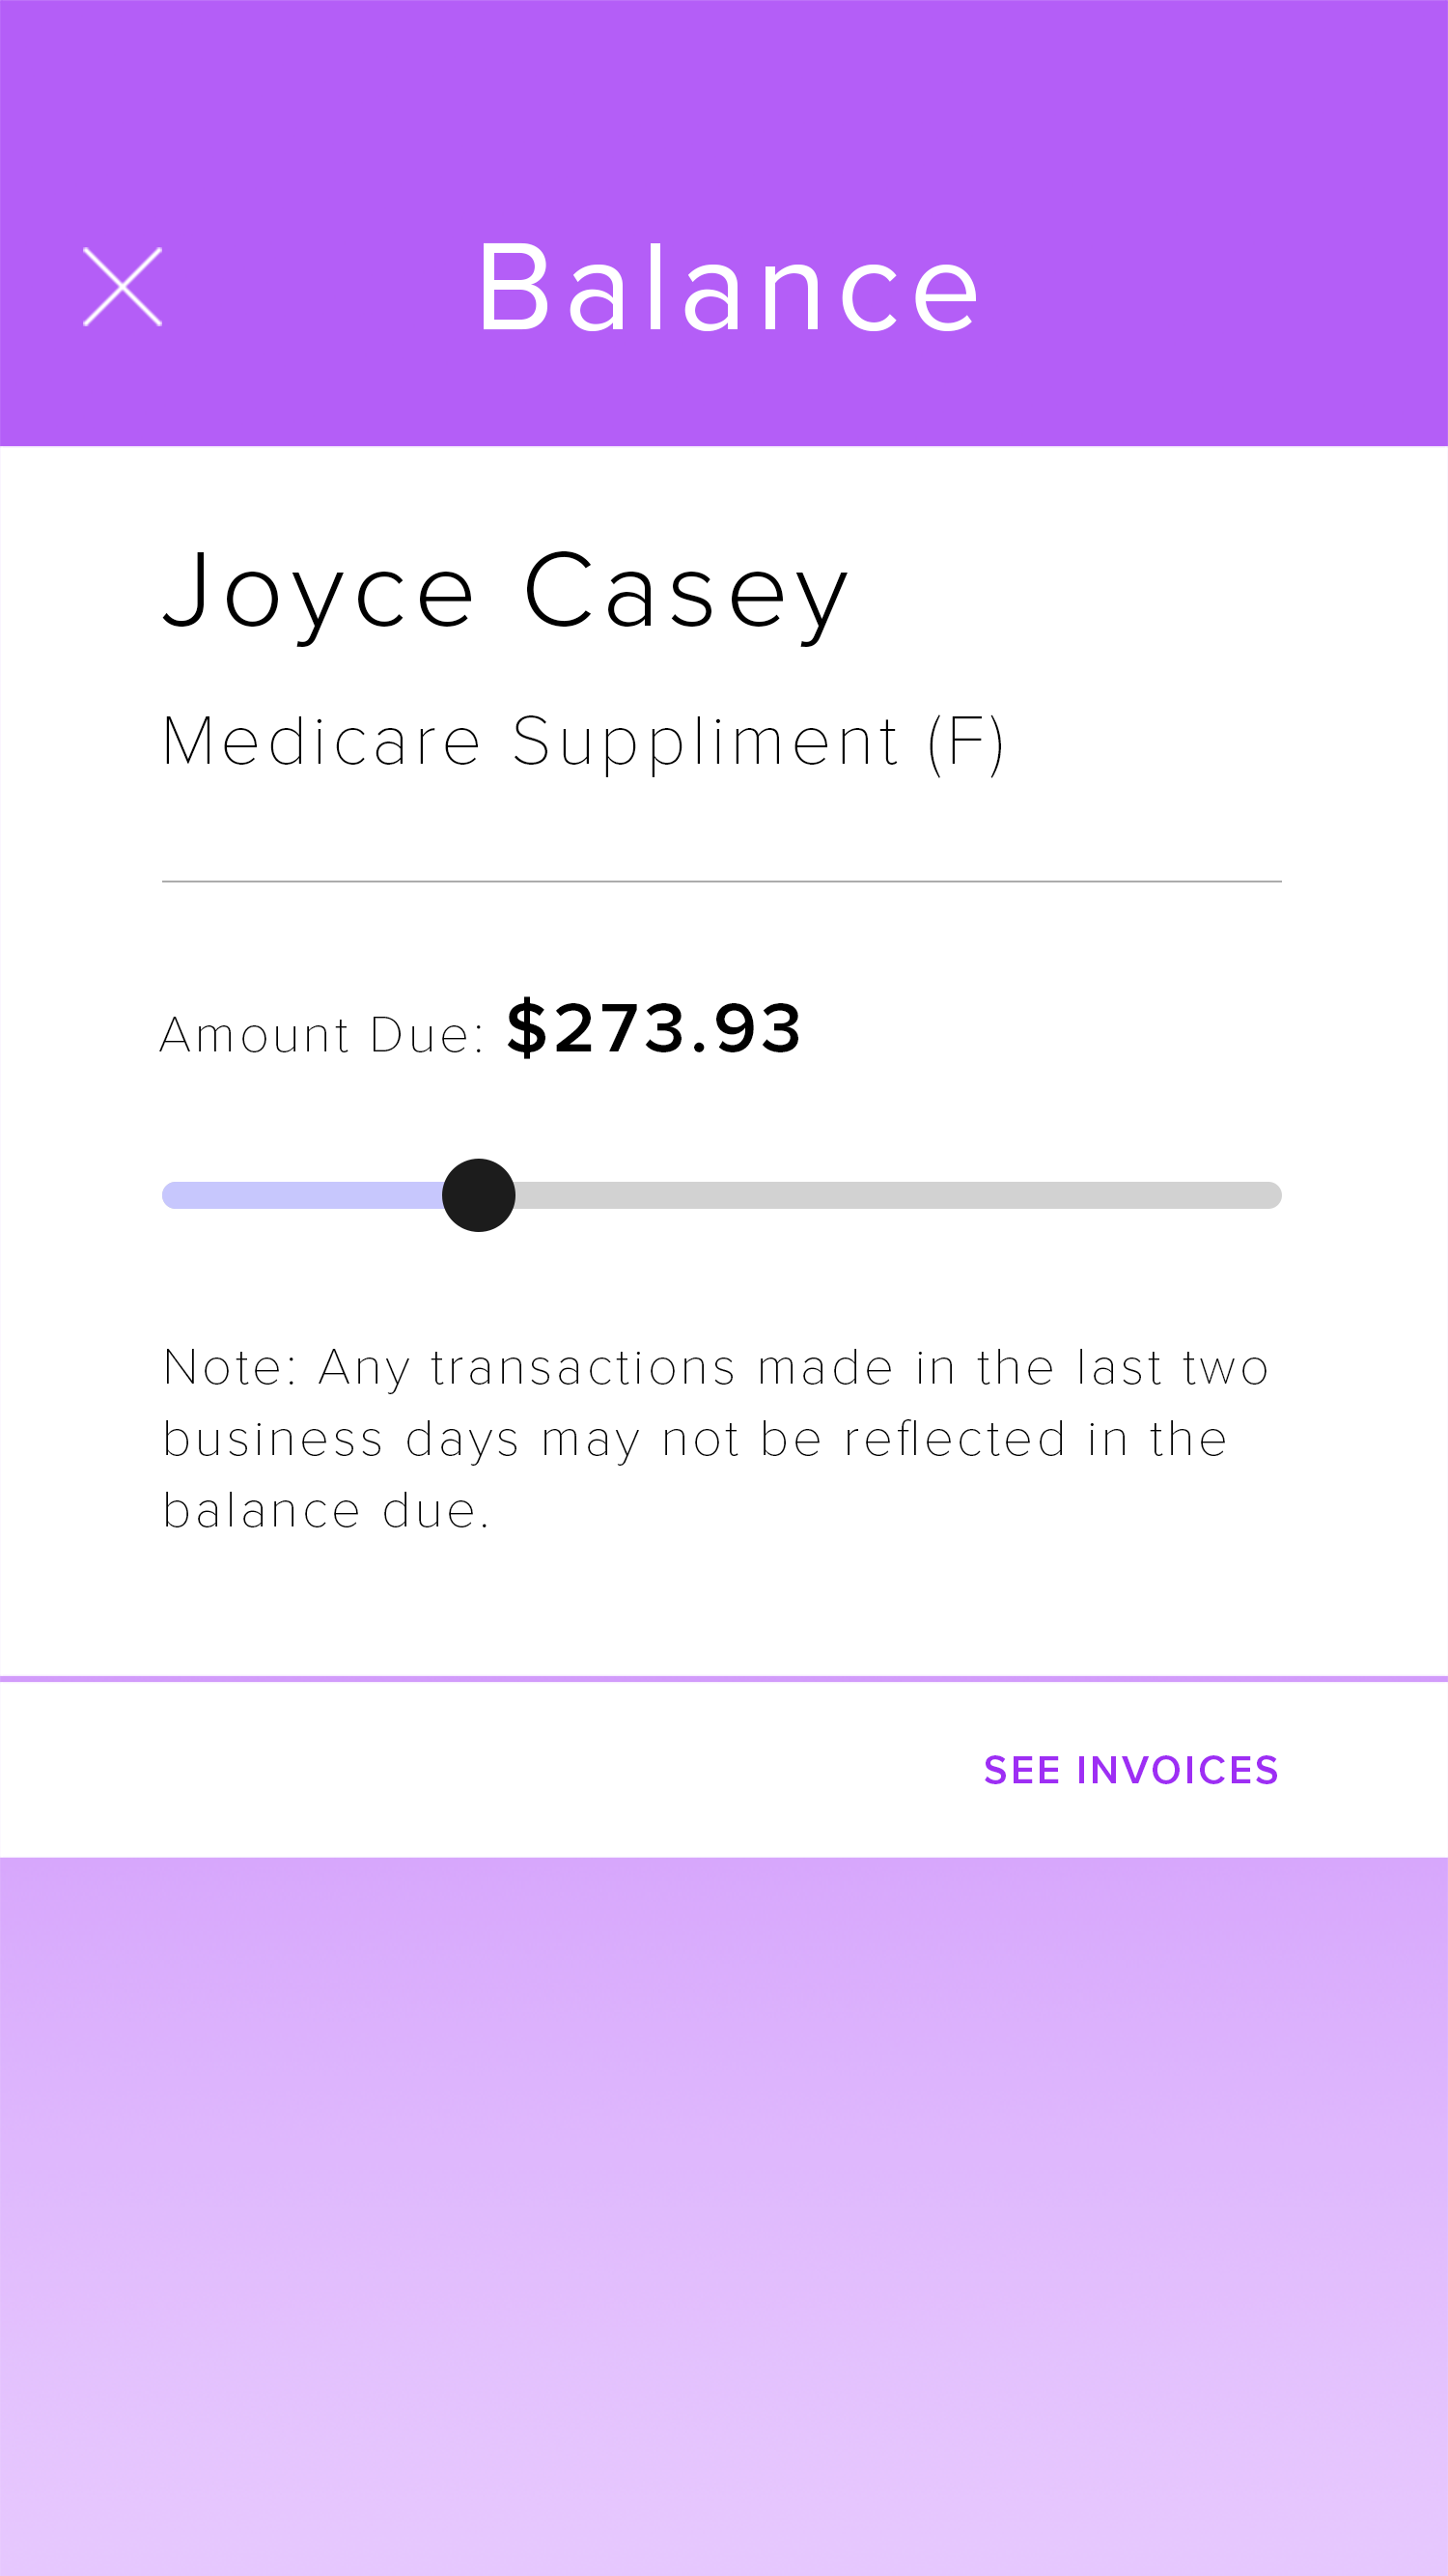 Balance
Joyce Casey
Medicare Suppliment (F)
Amount Due: $273.93
Note: Any transactions made in the last two
business days may not be reflected in the
balance due.
SEE INVOICES